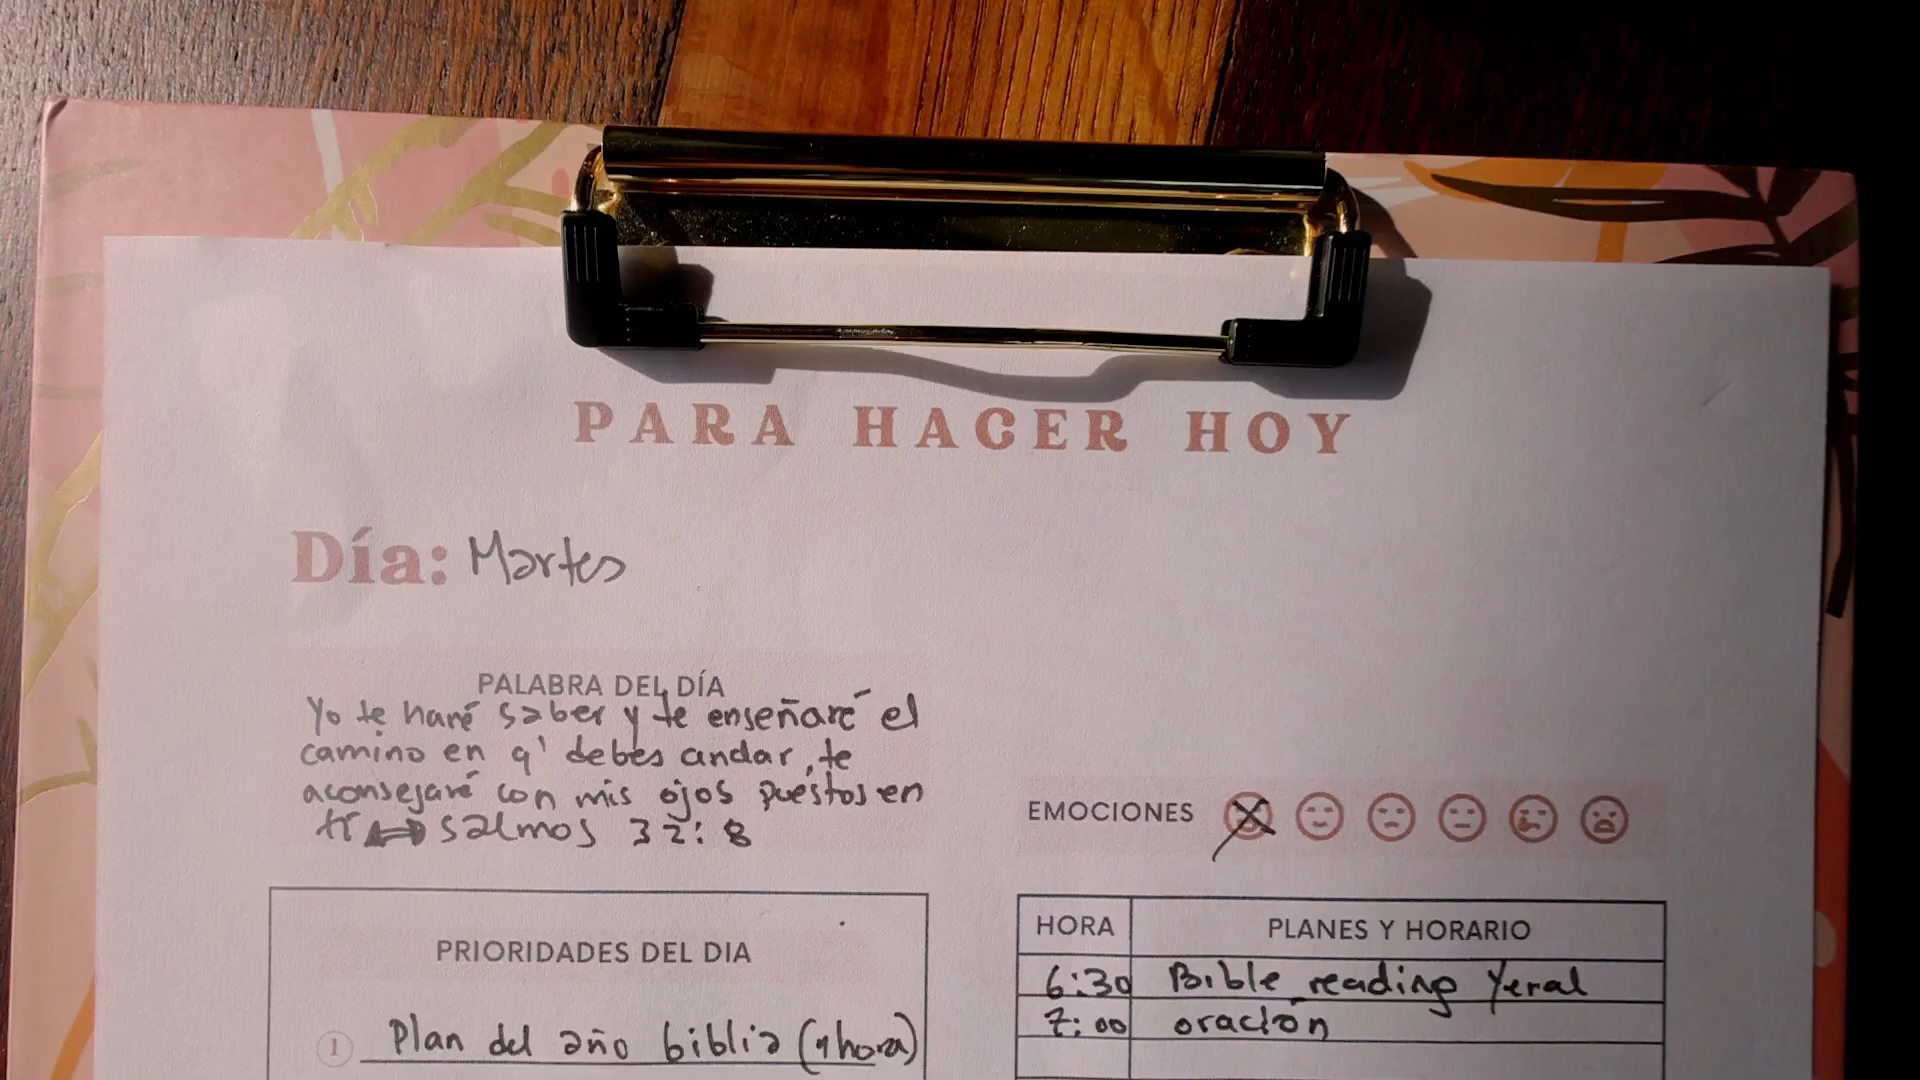 PARA HACER HOY
Día: Martes
PALABRA DEL DÍA
Yo te haré saber y te enseñaré el
camino en q' debes andar, te
aconsejaré con mis ojos puestos en
ti salmos 32:8
EMOCIONES
PRIORIDADES DEL DIA
1 Plan del año biblia (1 hora)
HORA PLANES Y HORARIO
6:30 Bible reading Yeral
7:00 oración